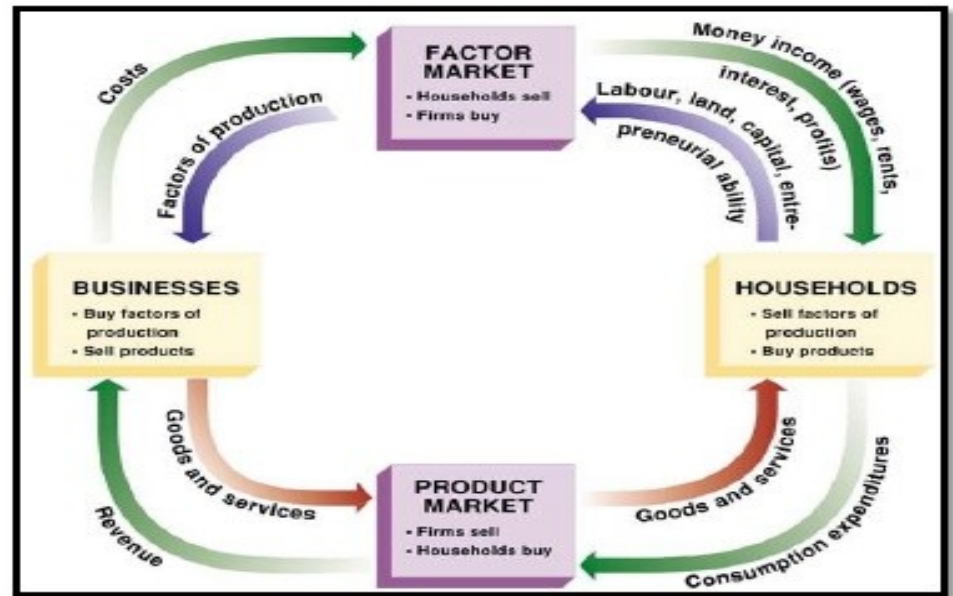 FACTOR
MARKET
• Households sell
• Firms buy
Costs
Factors of production
Money income (wages, rents,
interest, profits)
Labour, land, capital, entre-
preneurial ability
BUSINESSES
• Buy factors of
production
• Sell products
HOUSEHOLDS
• Sell factors of
production
• Buy products
Goods and services
Revenue
PRODUCT
MARKET
• Firms sell
• Households buy
Goods and services
Consumption expenditures